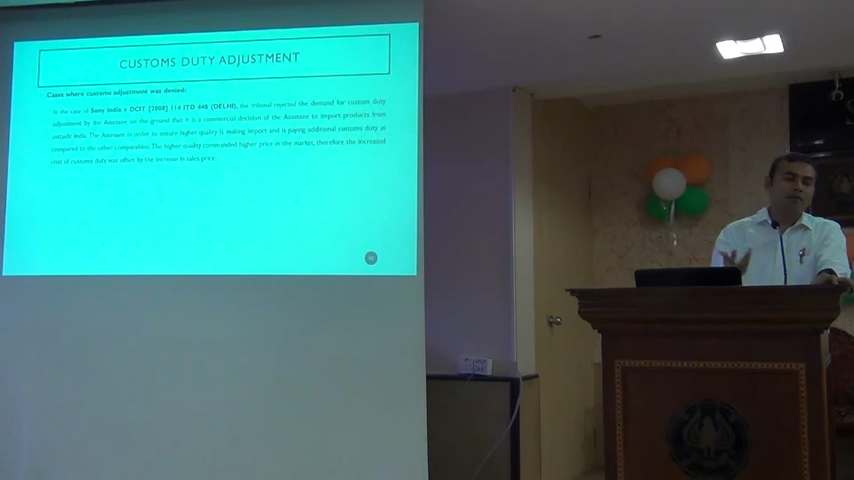 CUSTOMS DUTY ADJUSTMENT
Cases where customs adjustment was denied:
In the case of Sony India v DCIT [2008] 114 ITD 448 (DELHI), the tribunal rejected the demand for custom duty
adjustment by the Assessee on the ground that it is a commercial decision of the Assessee to import products from
outside India. The Assessee in order to ensure higher quality is making import and is paying additional customs duty as
compared to the other comparables. The higher quality commanded higher price in the market, therefore the increased
cost of customs duty was offset by the increase in sales price.